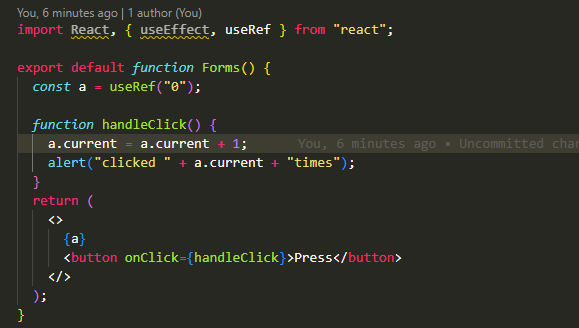 You, 6 minutes ago | 1 author (You)
import React, { useEffect, useRef } from "react";
export default function Forms() {
const a = useRef("0");
function handleClick() {
a.current = a.current + 1; You, 6 minutes ago • Uncommitted chan
alert("clicked " + a.current + "times");
}
return (
<>
{a}
<button onClick={handleClick}>Press</button>
</>
);
}